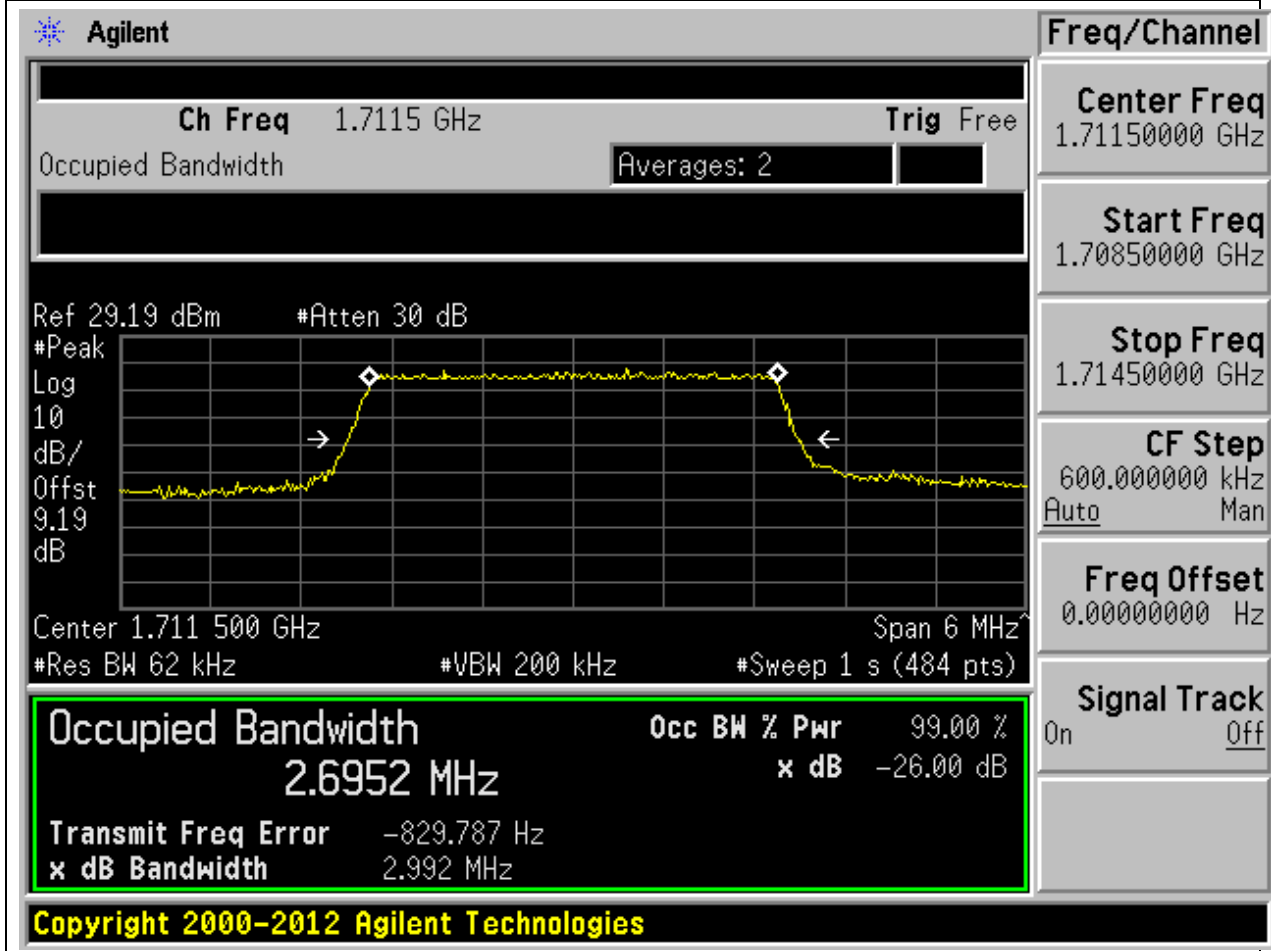 Agilent
Ch Freq 1.7115 GHz Trig Free
Occupied Bandwidth Averages: 2
Ref 29.19 dBm #Atten 30 dB
#Peak
Log
10
dB/
Offst
9.19
dB
Center 1.711 500 GHz Span 6 MHz^
#Res BW 62 kHz #VBW 200 kHz #Sweep 1 s (484 pts)
Occupied Bandwidth Occ BW % Pwr 99.00 %
2.6952 MHz x dB -26.00 dB
Transmit Freq Error -829.787 Hz
x dB Bandwidth 2.992 MHz
Copyright 2000-2012 Agilent Technologies
Freq/Channel
Center Freq
1.71150000 GHz
Start Freq
1.70850000 GHz
Stop Freq
1.71450000 GHz
CF Step
600.000000 kHz
Auto Man
Freq Offset
0.00000000 Hz
Signal Track
On Off